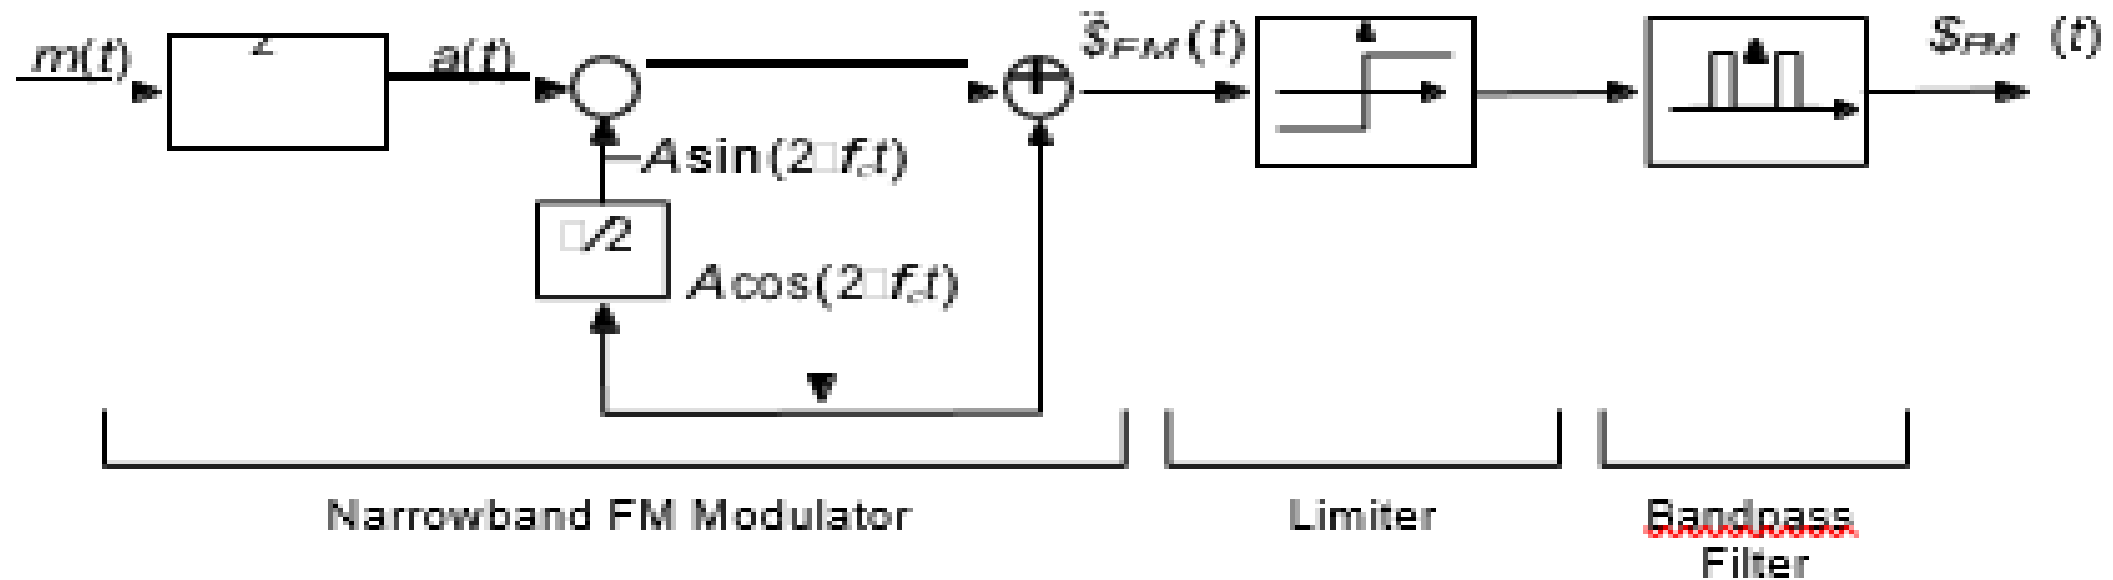 m(t)
a(t)
s̈FM(t)
SFM (t)
–Asin(2□fct)
□/2
Acos(2□fct)
Narrowband FM Modulator
Limiter
Bandpass
Filter